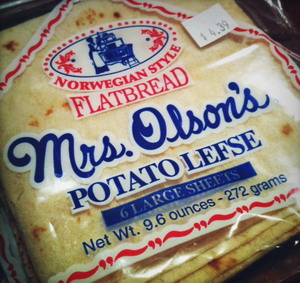 $ 4.39
NORWEGIAN STYLE
FLATBREAD
Mrs. Olson's
POTATO LEFSE
6 LARGE SHEETS
Net Wt. 9.6 ounces - 272 grams